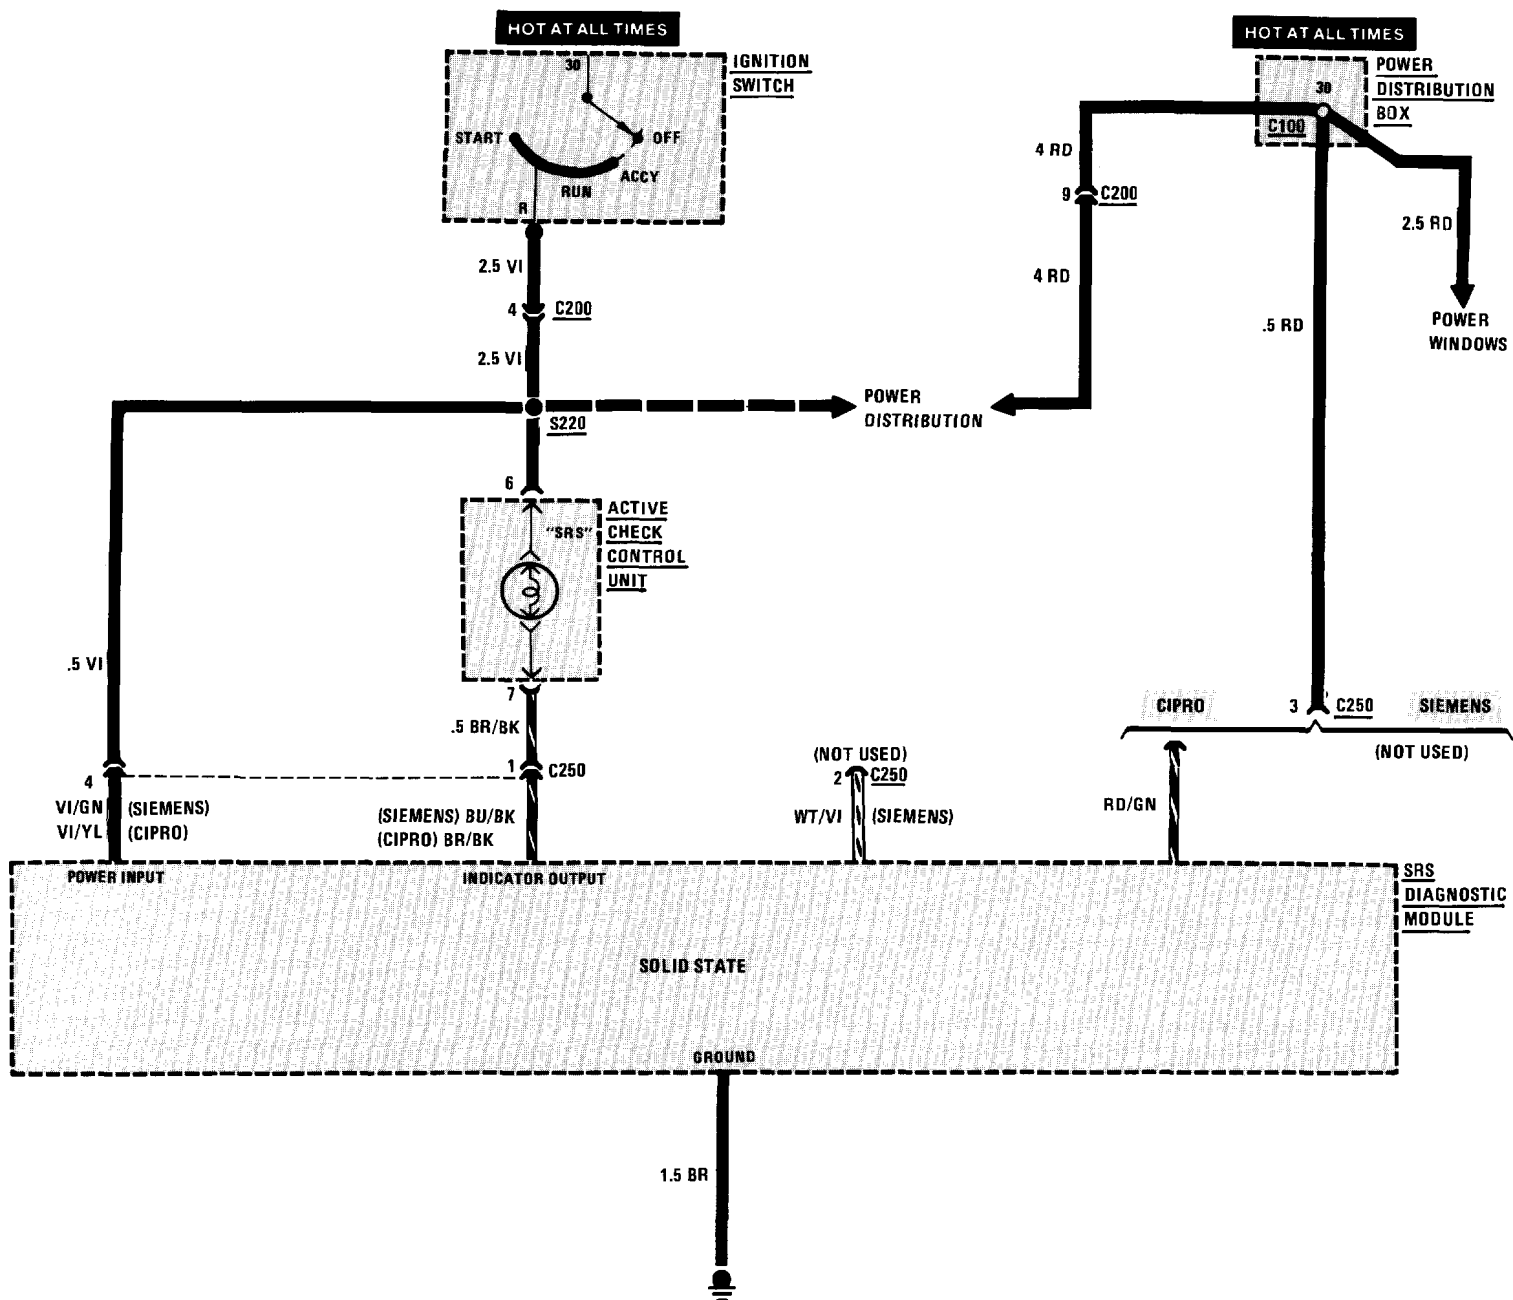 HOT AT ALL TIMES
HOT AT ALL TIMES
30
IGNITION
SWITCH
START
OFF
ACCY
RUN
R
POWER
DISTRIBUTION
BOX
30
C100
4 RD
9
C200
4 RD
2.5 RD
POWER
WINDOWS
.5 RD
2.5 VI
4
C200
2.5 VI
S220
POWER
DISTRIBUTION
6
"SRS"
ACTIVE
CHECK
CONTROL
UNIT
.5 VI
7
.5 BR/BK
1
C250
4
VI/GN
(SIEMENS)
VI/YL
(CIPRO)
(SIEMENS) BU/BK
(CIPRO) BR/BK
(NOT USED)
2
C250
WT/VI
(SIEMENS)
CIPRO
3
C250
SIEMENS
(NOT USED)
RD/GN
POWER INPUT
INDICATOR OUTPUT
SRS
DIAGNOSTIC
MODULE
SOLID STATE
GROUND
1.5 BR